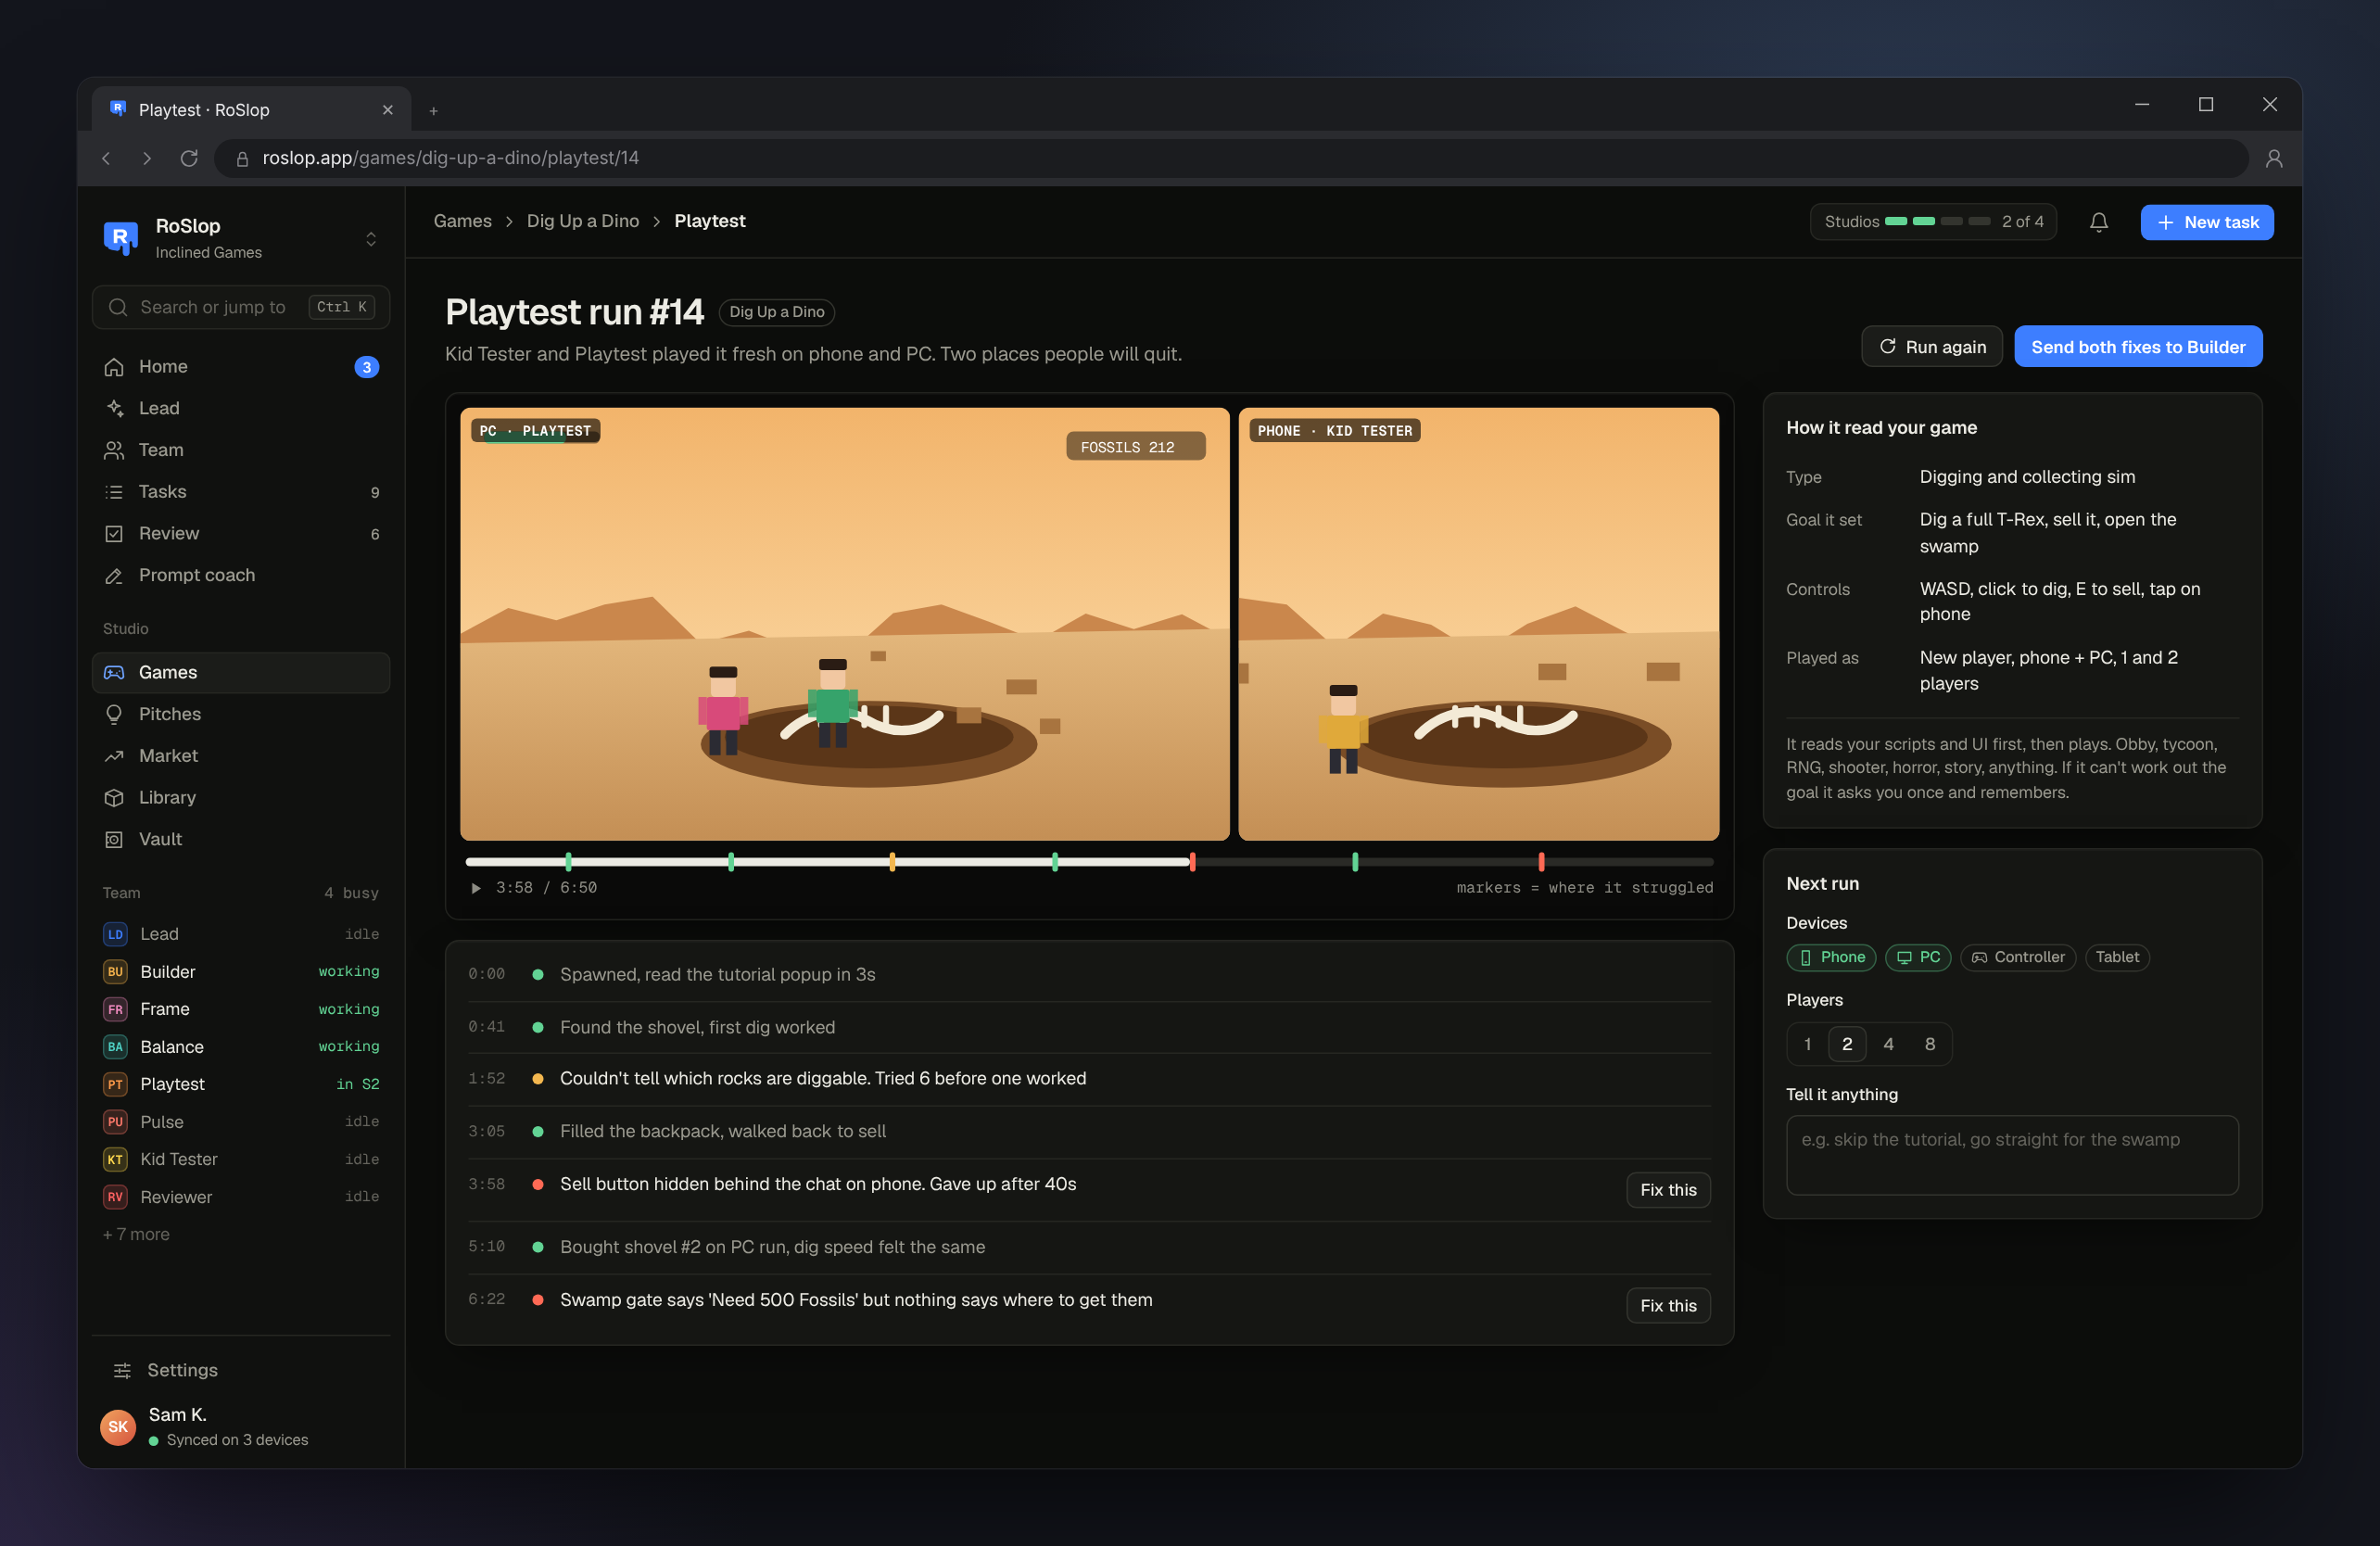 Playtest · RoSlop
roslop.app/games/dig-up-a-dino/playtest/14
RoSlop
Inclined Games
Search or jump to
Ctrl K
Home
3
Lead
Team
Tasks
9
Review
6
Prompt coach
Studio
Games
Pitches
Market
Library
Vault
Team
4 busy
LD Lead idle
BU Builder working
FR Frame working
BA Balance working
PT Playtest in S2
PU Pulse idle
KT Kid Tester idle
RV Reviewer idle
+ 7 more
Settings
SK
Sam K.
Synced on 3 devices
Games > Dig Up a Dino > Playtest
Studios 2 of 4
+ New task
Playtest run #14
Dig Up a Dino
Kid Tester and Playtest played it fresh on phone and PC. Two places people will quit.
Run again
Send both fixes to Builder
PC · PLAYTEST
FOSSILS 212
PHONE · KID TESTER
3:58 / 6:50
markers = where it struggled
0:00 Spawned, read the tutorial popup in 3s
0:41 Found the shovel, first dig worked
1:52 Couldn't tell which rocks are diggable. Tried 6 before one worked
3:05 Filled the backpack, walked back to sell
3:58 Sell button hidden behind the chat on phone. Gave up after 40s
Fix this
5:10 Bought shovel #2 on PC run, dig speed felt the same
6:22 Swamp gate says 'Need 500 Fossils' but nothing says where to get them
Fix this
How it read your game
Type Digging and collecting sim
Goal it set Dig a full T-Rex, sell it, open the
swamp
Controls WASD, click to dig, E to sell, tap on
phone
Played as New player, phone + PC, 1 and 2
players
It reads your scripts and UI first, then plays. Obby, tycoon,
RNG, shooter, horror, story, anything. If it can't work out the
goal it asks you once and remembers.
Next run
Devices
Phone PC Controller Tablet
Players
1 2 4 8
Tell it anything
e.g. skip the tutorial, go straight for the swamp